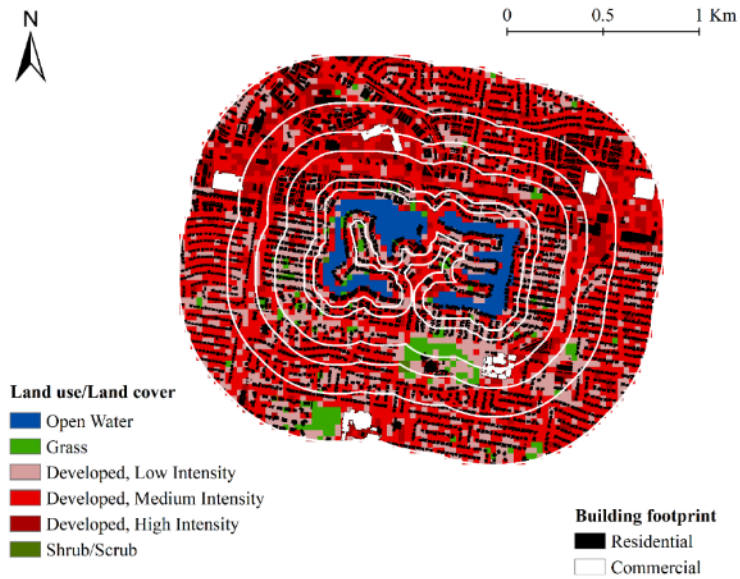 N
0 0.5 1 Km
Land use/Land cover
Open Water
Grass
Developed, Low Intensity
Developed, Medium Intensity
Developed, High Intensity
Shrub/Scrub
Building footprint
Residential
Commercial